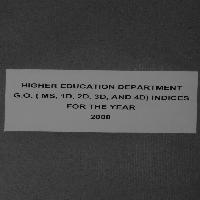 HIGHER EDUCATION DEPARTMENT
G.O. ( MS, 1D, 2D, 3D, AND 4D) INDICES
FOR THE YEAR
2008